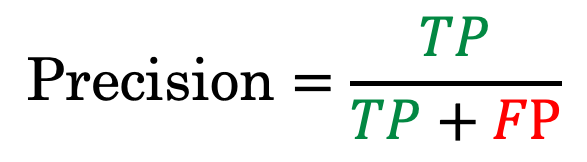 Precision = TP / TP + FP